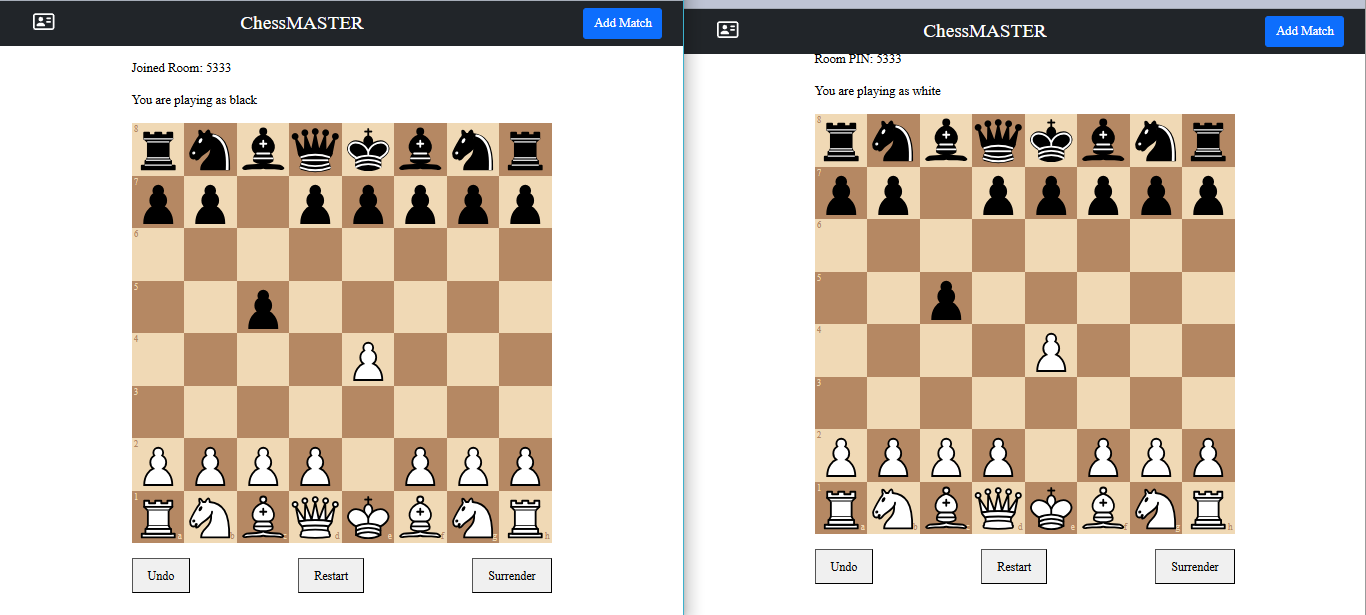 ChessMASTER
Add Match
Joined Room: 5333
You are playing as black
8
7
6
5
4
3
2
1
a
b
c
d
e
f
g
h
Undo
Restart
Surrender
ChessMASTER
Add Match
Room PIN: 5333
You are playing as white
8
7
6
5
4
3
2
1
a
b
c
d
e
f
g
h
Undo
Restart
Surrender